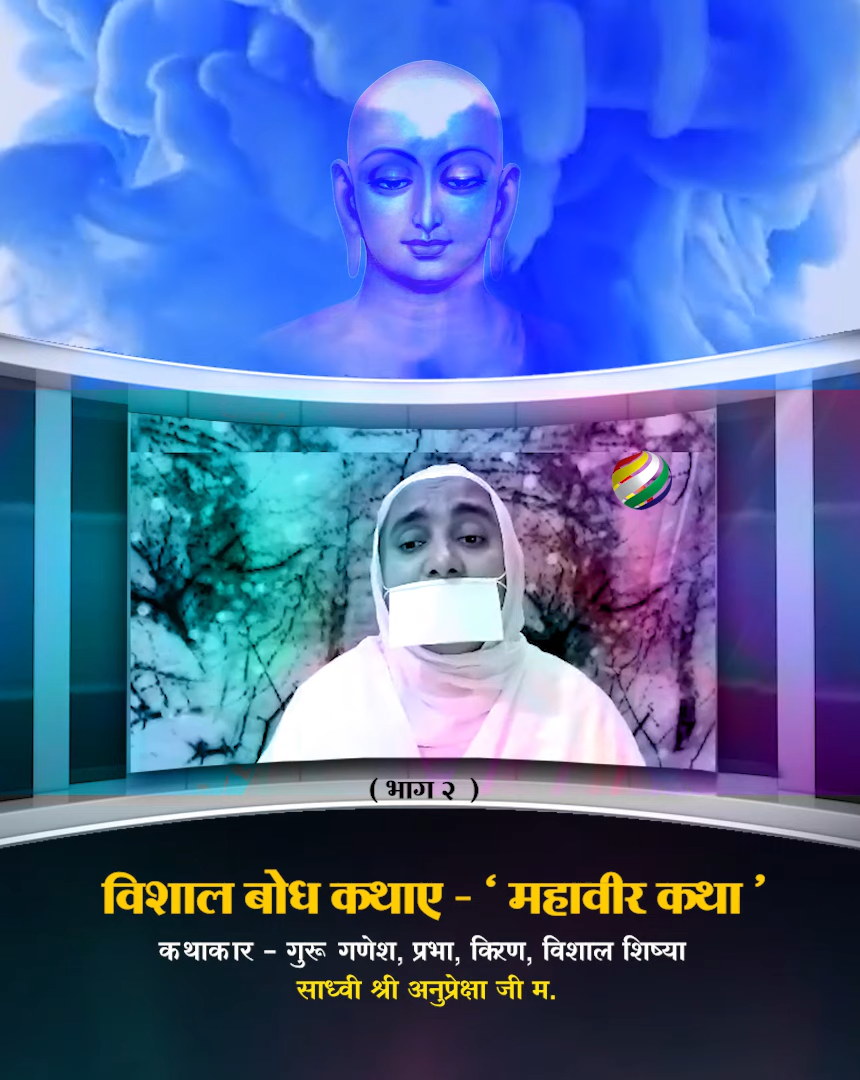 ( भाग २ )
विशाल बोध कथाए - ‘ महावीर कथा ’
कथाकार - गुरू गणेश, प्रभा, किरण, विशाल शिष्या
साध्वी श्री अनुप्रेक्षा जी म.